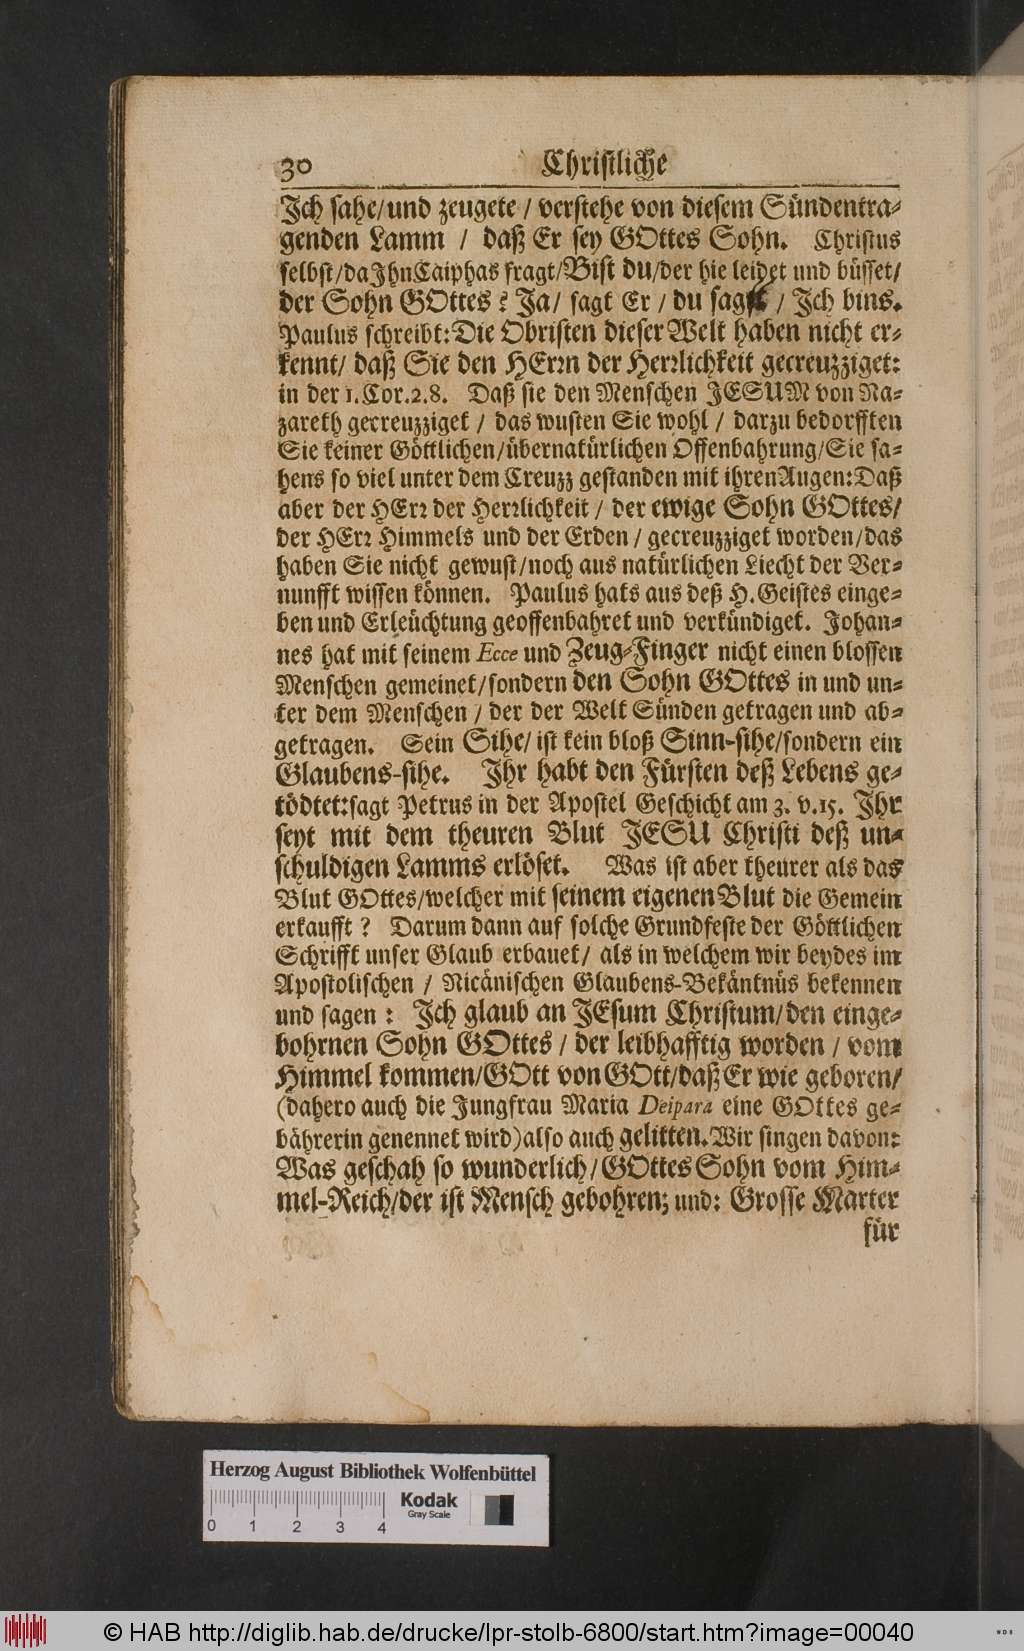 30 Christliche
Ich sahe/und zeugete / verstehe von diesem Sündentra-
genden Lamm / daß Er sey GOttes Sohn. Christus
selbst/da Ihn Caiphas fragt/Bist du/der hie leidet und büsset/
der Sohn GOttes? Ja/ sagt Er / du sagst / Ich bins.
Paulus schreibt: Die Obristen dieser Welt haben nicht er-
kennt/ daß Sie den HErrn der Herrlichkeit gecreuzziget:
in der 1. Cor. 2. 8. Daß sie den Menschen JESUM von Na-
zareth gecreuzziget / das wusten Sie wohl / darzu bedorfften
Sie keiner Göttlichen/übernatürlichen Offenbahrung/Sie sa-
hens so viel unter dem Creuzz gestanden mit ihren Augen: Daß
aber der HErr der Herrlichkeit / der ewige Sohn GOttes/
der HErr Himmels und der Erden / gecreuzziget worden/das
haben Sie nicht gewust/noch aus natürlichen Liecht der Ver-
nunfft wissen können. Paulus hats aus deß H. Geistes einge-
ben und Erleüchtung geoffenbahret und verkündiget. Johan-
nes hat mit seinem Ecce und Zeug-Finger nicht einen blossen
Menschen gemeinet/sondern den Sohn GOttes in und un-
ter dem Menschen / der der Welt Sünden getragen und ab-
getragen. Sein Sihe/ ist kein bloß Sinn-sihe/sondern ein
Glaubens-sihe. Ihr habt den Fürsten deß Lebens ge-
tödtet: sagt Petrus in der Apostel Geschicht am 3. v. 15. Ihr
seyt mit dem theuren Blut JESU Christi deß un-
schuldigen Lamms erlöset. Was ist aber theurer als das
Blut GOttes/welcher mit seinem eigenen Blut die Gemein
erkaufft? Darum dann auf solche Grundfeste der Göttlichen
Schrifft unser Glaub erbauet/ als in welchem wir beydes im
Apostolischen / Nicänischen Glaubens-Bekäntnüs bekennen
und sagen: Ich glaub an JEsum Christum/den einge-
bohrnen Sohn GOttes / der leibhafftig worden / vom
Himmel kommen/GOtt von GOtt/daß Er wie geboren/
(dahero auch die Jungfrau Maria Deipara eine GOttes ge-
bährerin genennet wird) also auch gelitten. Wir singen davon:
Was geschah so wunderlich/GOttes Sohn vom Him-
mel-Reich/der ist Mensch gebohren; und: Grosse Marter
für
Herzog August Bibliothek Wolfenbüttel
Kodak
Gray Scale
0 1 2 3 4
© HAB http://diglib.hab.de/drucke/lpr-stolb-6800/start.htm?image=00040